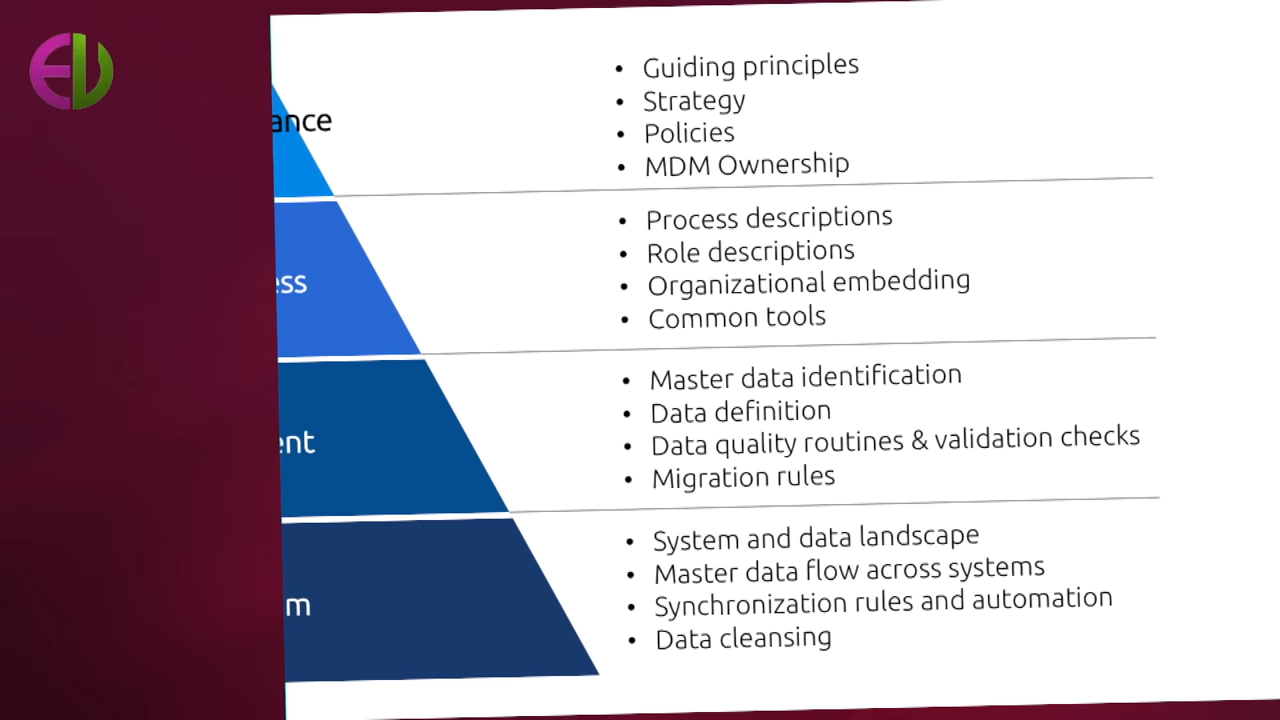 ance
• Guiding principles
• Strategy
• Policies
• MDM Ownership
ess
• Process descriptions
• Role descriptions
• Organizational embedding
• Common tools
ent
• Master data identification
• Data definition
• Data quality routines & validation checks
• Migration rules
m
• System and data landscape
• Master data flow across systems
• Synchronization rules and automation
• Data cleansing